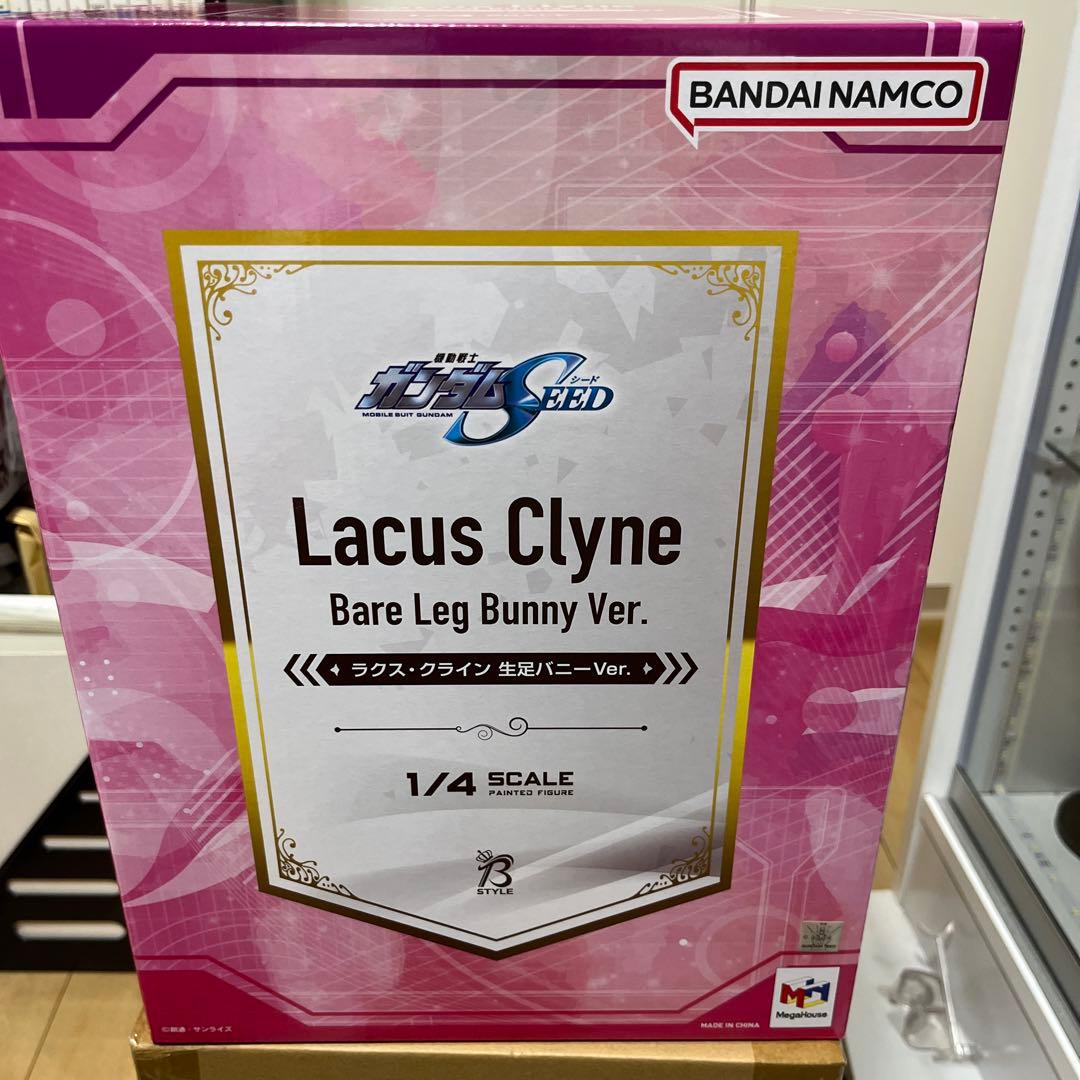 BANDAI NAMCO
機動戦士
ガンダムSEED
シード
MOBILE SUIT GUNDAM
Lacus Clyne
Bare Leg Bunny Ver.
ラクス・クライン 生足バニーVer.
1/4 SCALE
PAINTED FIGURE
B
STYLE
MegaHouse
©創通・サンライズ
MADE IN CHINA